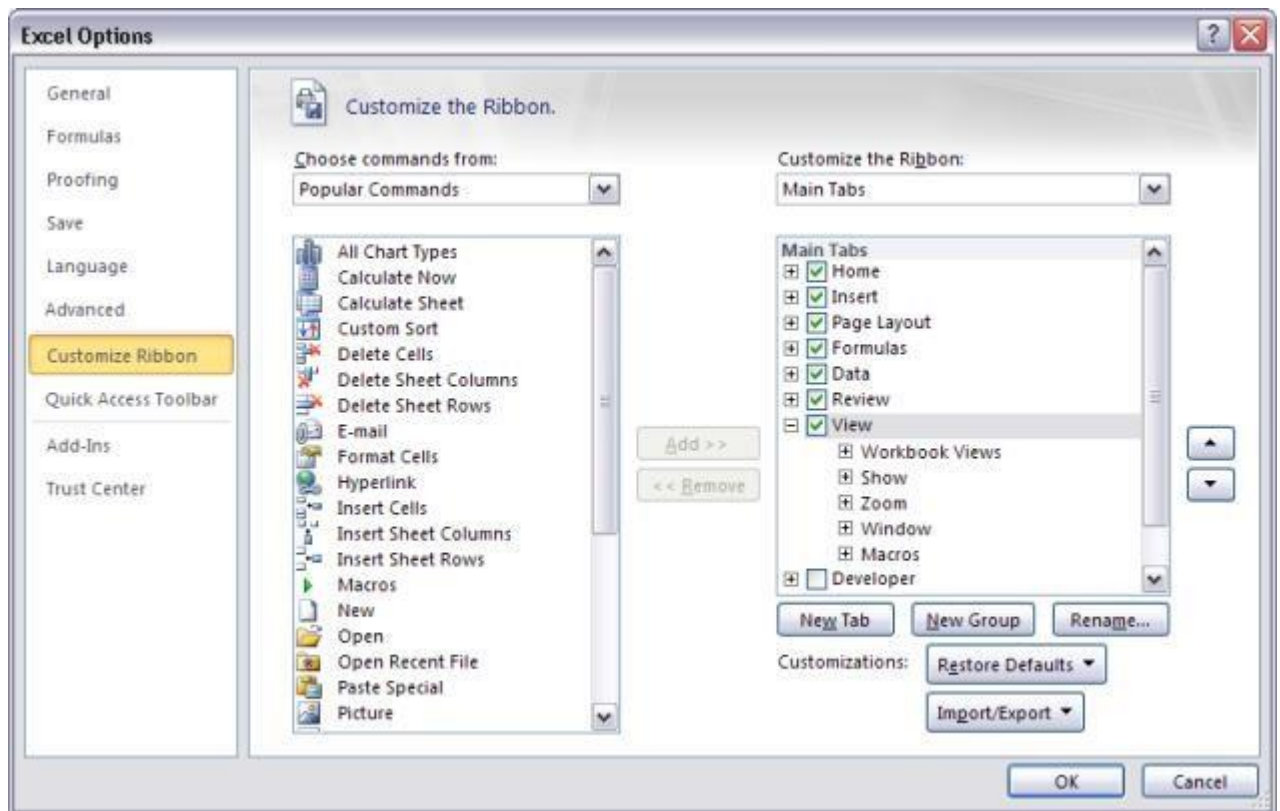 Excel Options
General
Formulas
Proofing
Save
Language
Advanced
Customize Ribbon
Quick Access Toolbar
Add-Ins
Trust Center
Customize the Ribbon.
Choose commands from:
Popular Commands
All Chart Types
Calculate Now
Calculate Sheet
Custom Sort
Delete Cells
Delete Sheet Columns
Delete Sheet Rows
E-mail
Format Cells
Hyperlink
Insert Cells
Insert Sheet Columns
Insert Sheet Rows
Macros
New
Open
Open Recent File
Paste Special
Picture
Add >>
<< Remove
Customize the Ribbon:
Main Tabs
Main Tabs
Home
Insert
Page Layout
Formulas
Data
Review
View
Workbook Views
Show
Zoom
Window
Macros
Developer
New Tab
New Group
Rename...
Customizations:
Restore Defaults
Import/Export
OK
Cancel